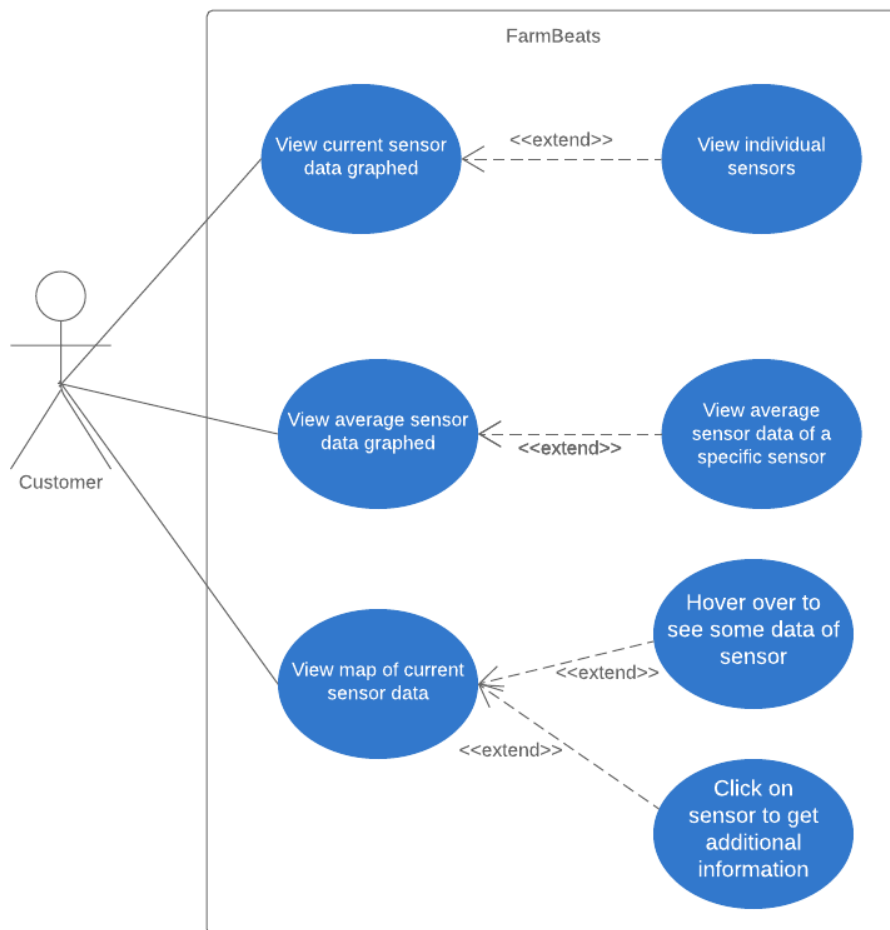 FarmBeats
View current sensor
data graphed
<<extend>>
View individual
sensors
Customer
View average sensor
data graphed
<<extend>>
View average
sensor data of a
specific sensor
View map of current
sensor data
<<extend>>
Hover over to
see some data of
sensor
<<extend>>
Click on
sensor to get
additional
information